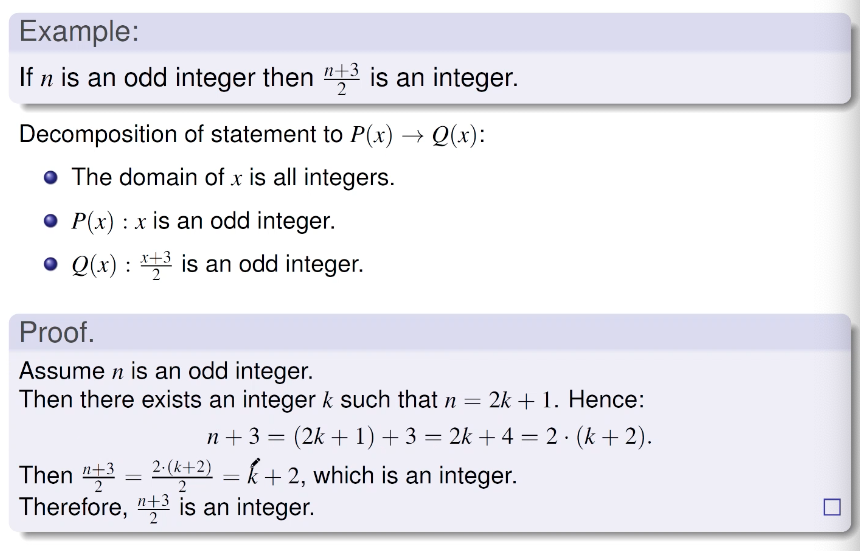 Example:
If n is an odd integer then \frac{n+3}{2} is an integer.
Decomposition of statement to P(x) → Q(x):
The domain of x is all integers.
P(x) : x is an odd integer.
Q(x) : \frac{x+3}{2} is an odd integer.
Proof.
Assume n is an odd integer.
Then there exists an integer k such that n = 2k + 1. Hence:
n + 3 = (2k + 1) + 3 = 2k + 4 = 2 · (k + 2).
Then \frac{n+3}{2} = \frac{2·(k+2)}{2} = k + 2, which is an integer.
Therefore, \frac{n+3}{2} is an integer.